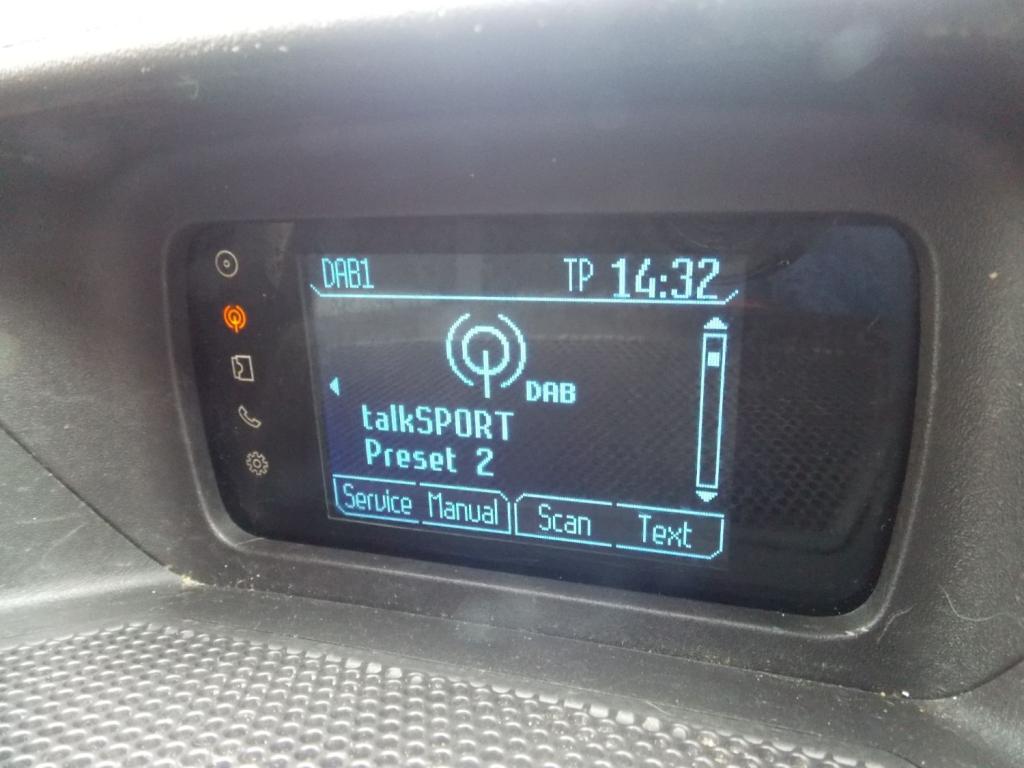 DAB1 TP 14:32
DAB
talkSPORT
Preset 2
Service Manual Scan Text